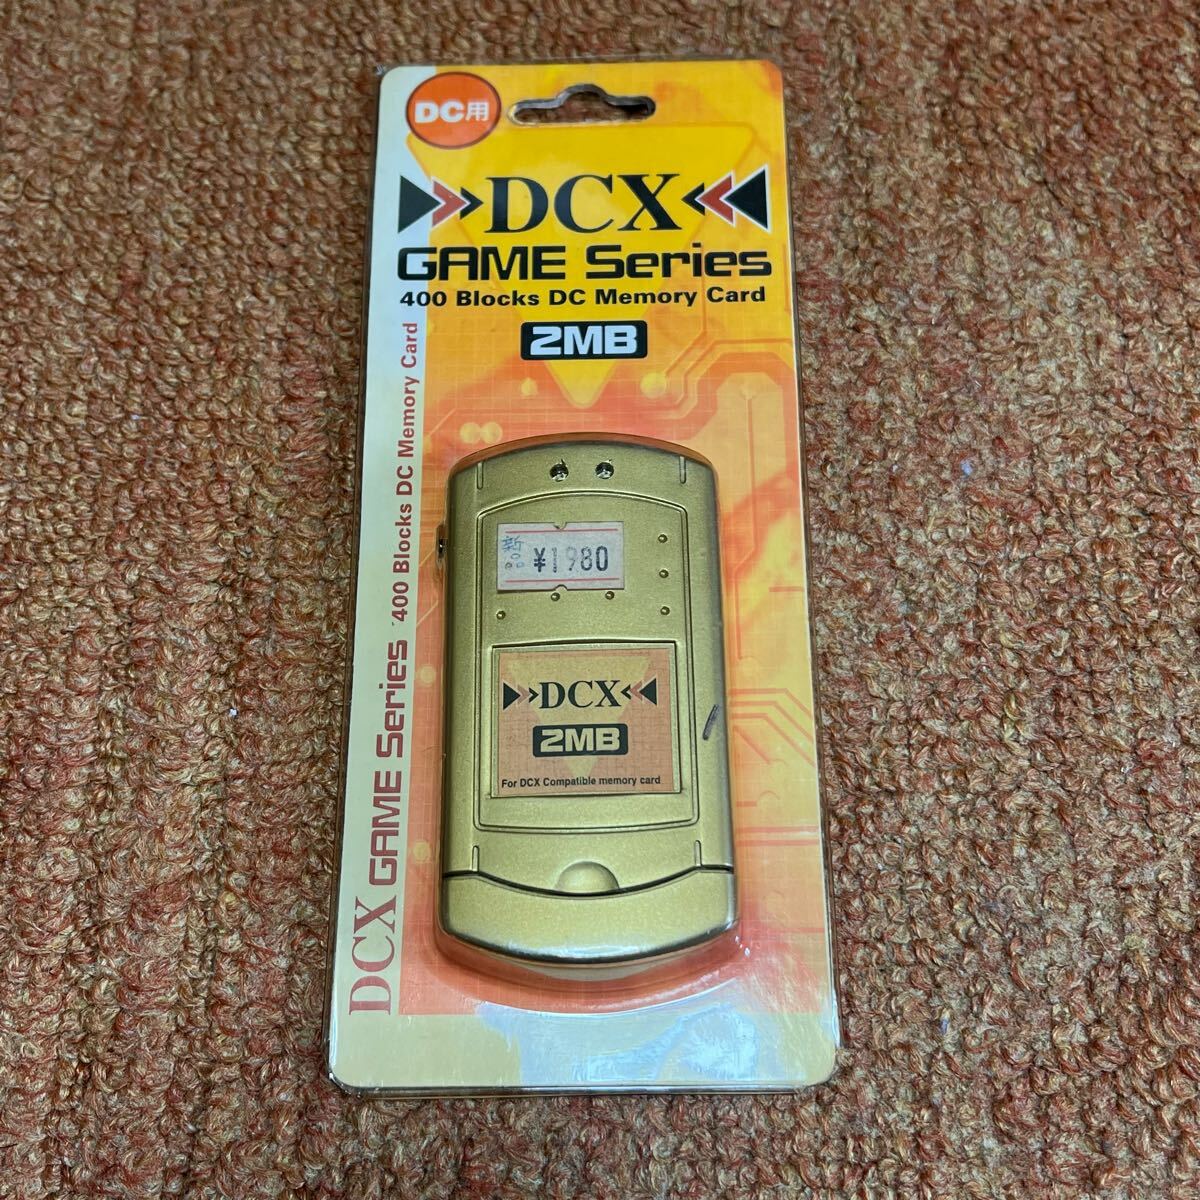 DC用
DCX
GAME Series
400 Blocks DC Memory Card
2MB
DCX GAME Series 400 Blocks DC Memory Card
¥1980
DCX
2MB
For DCX Compatible memory card